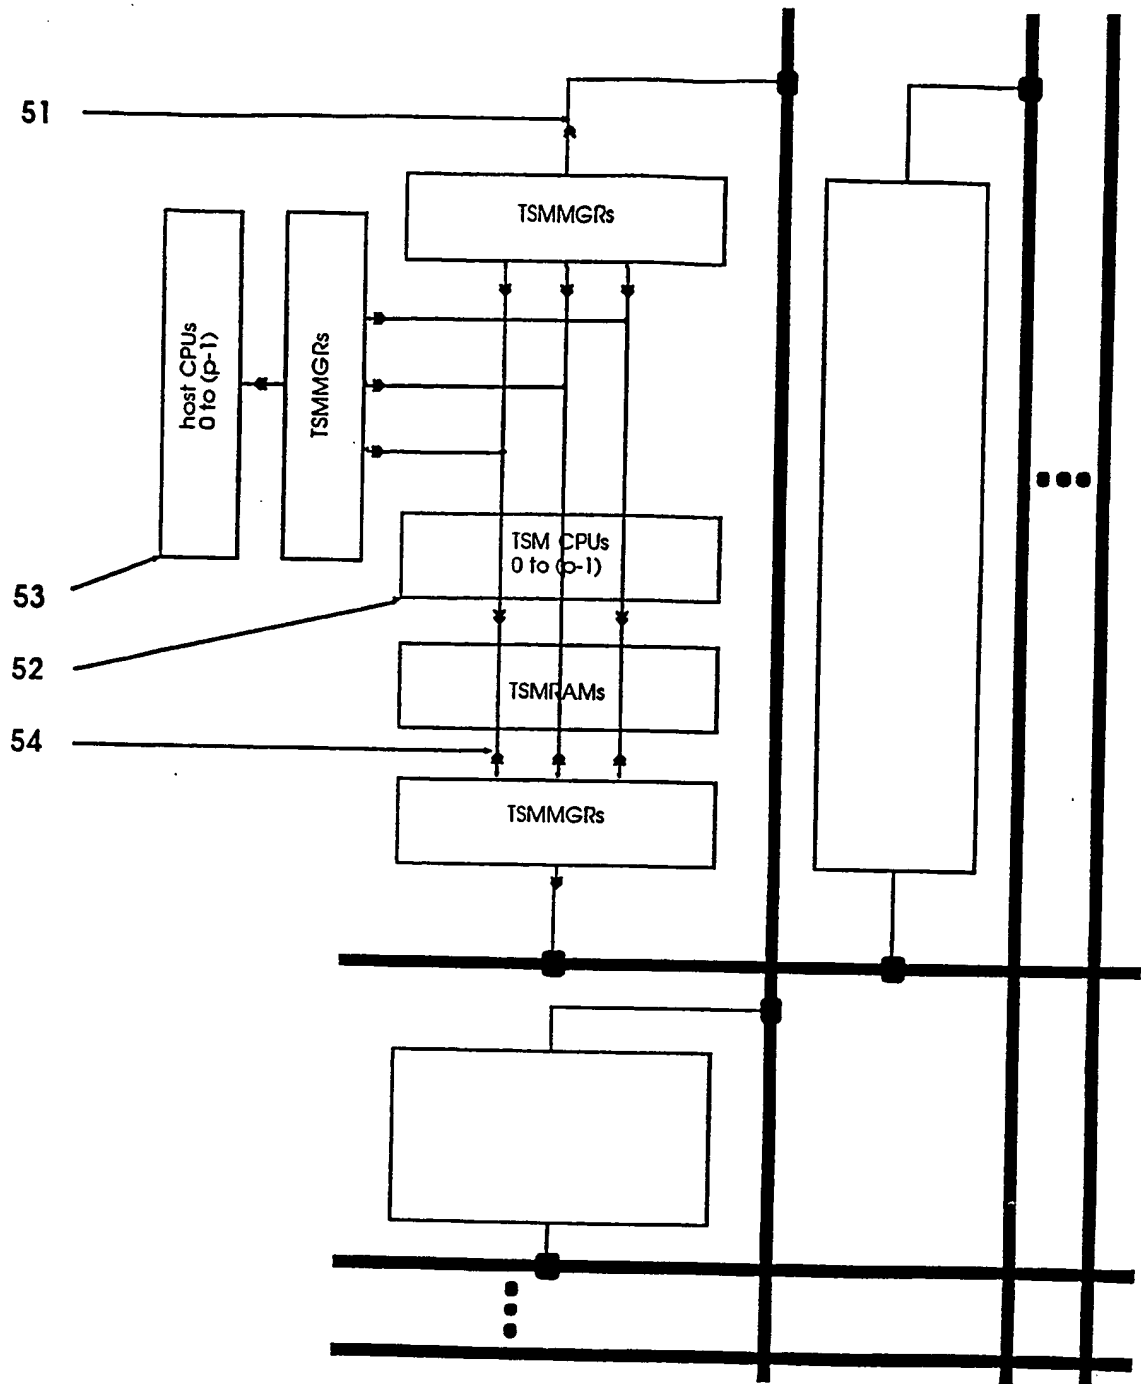 51
TSMMGRs
host CPUs
0 to (p-1)
TSMMGRs
TSM CPUs
0 to (p-1)
53
52
TSMRAMs
54
TSMMGRs